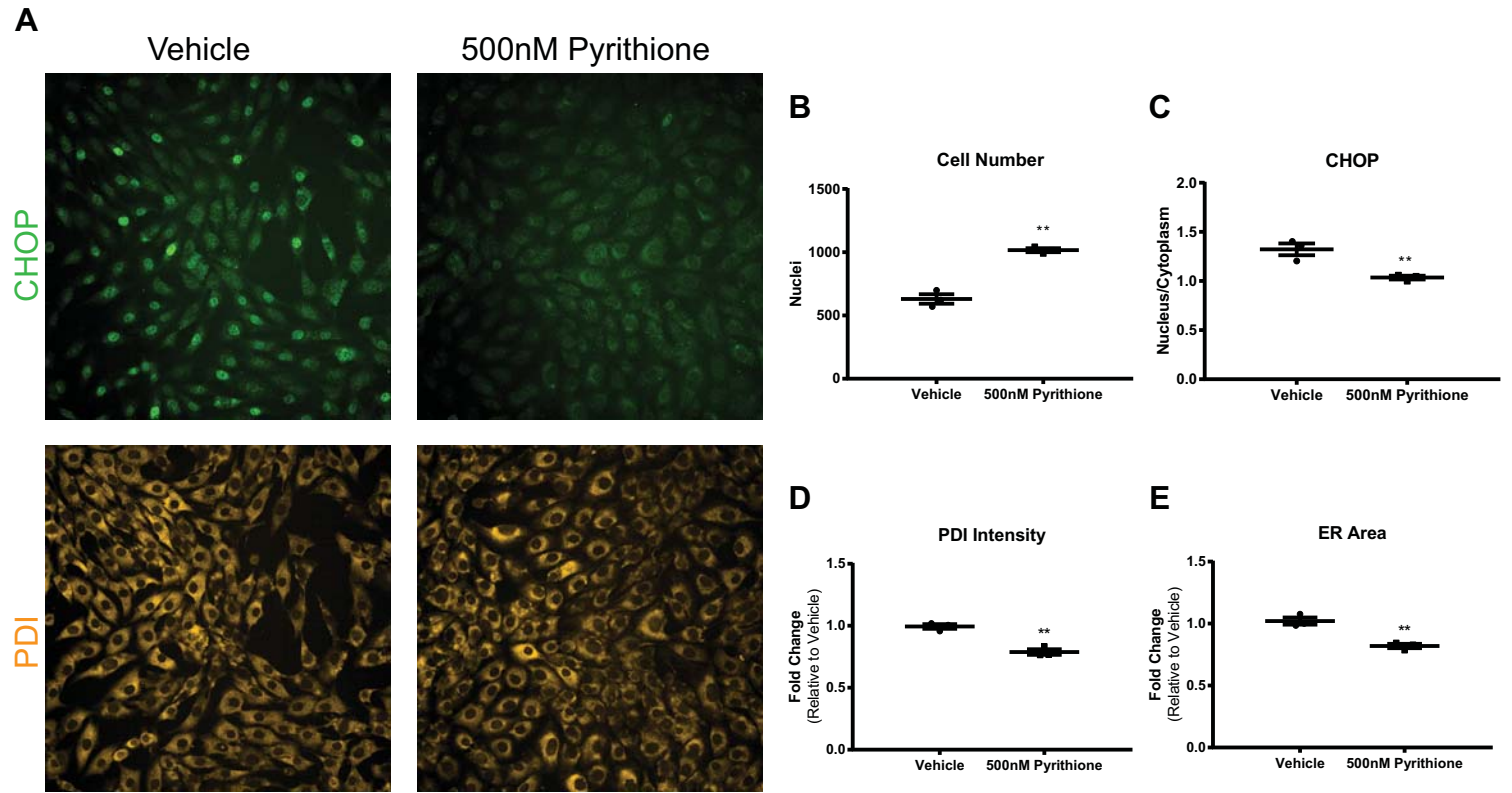 A
Vehicle
500nM Pyrithione
CHOP
PDI
B
Cell Number
Nuclei
1500
1000
500
0
**
Vehicle
500nM Pyrithione
C
CHOP
Nucleus/Cytoplasm
2.0
1.5
1.0
0.5
0.0
**
Vehicle
500nM Pyrithione
D
PDI Intensity
Fold Change
(Relative to Vehicle)
1.5
1.0
0.5
0.0
**
Vehicle
500nM Pyrithione
E
ER Area
Fold Change
(Relative to Vehicle)
1.5
1.0
0.5
0.0
**
Vehicle
500nM Pyrithione